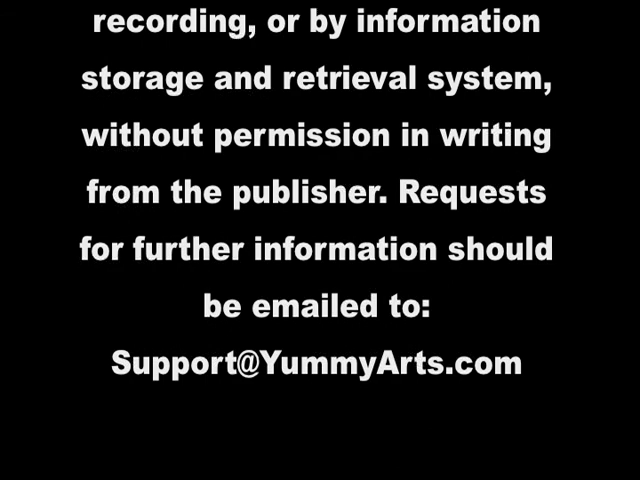 recording, or by information
storage and retrieval system,
without permission in writing
from the publisher. Requests
for further information should
be emailed to:
Support@YummyArts.com